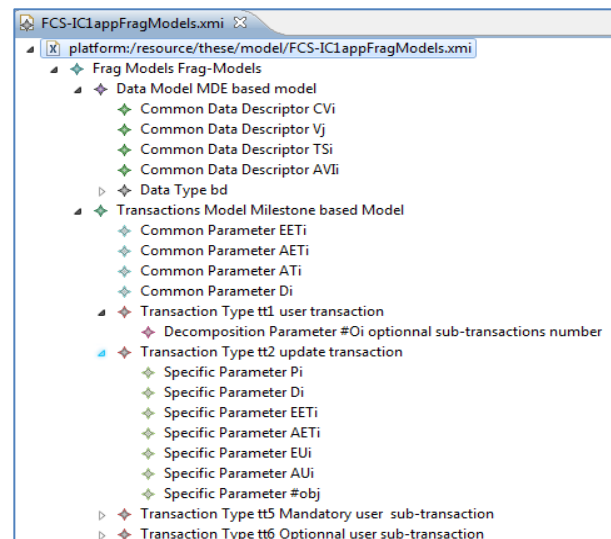 FCS-IC1appFragModels.xmi
platform:/resource/these/model/FCS-IC1appFragModels.xmi
Frag Models Frag-Models
Data Model MDE based model
Common Data Descriptor CVi
Common Data Descriptor Vj
Common Data Descriptor TSi
Common Data Descriptor AVIi
Data Type bd
Transactions Model Milestone based Model
Common Parameter EETi
Common Parameter AETi
Common Parameter ATi
Common Parameter Di
Transaction Type tt1 user transaction
Decomposition Parameter #Oi optionnal sub-transactions number
Transaction Type tt2 update transaction
Specific Parameter Pi
Specific Parameter Di
Specific Parameter EETi
Specific Parameter AETi
Specific Parameter EUi
Specific Parameter AUi
Specific Parameter #obj
Transaction Type tt5 Mandatory user sub-transaction
Transaction Type tt6 Optionnal user sub-transaction